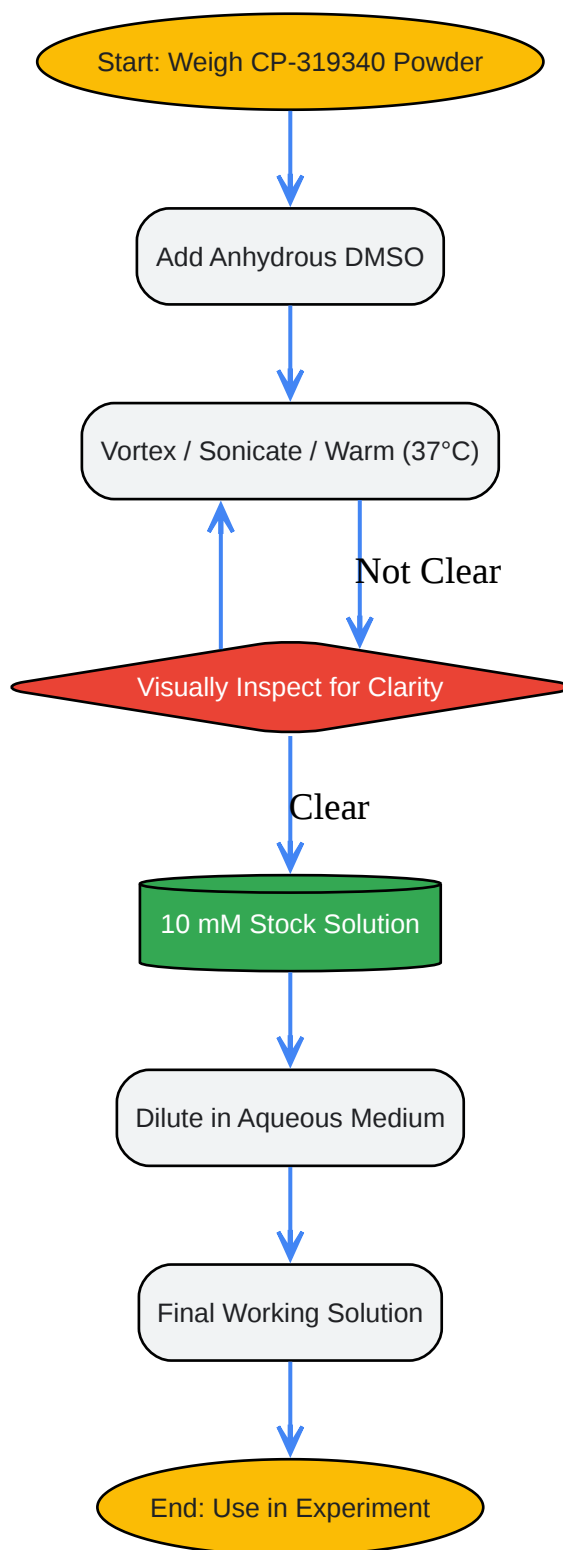 Start: Weigh CP-319340 Powder
Add Anhydrous DMSO
Vortex / Sonicate / Warm (37°C)
Not Clear
Visually Inspect for Clarity
Clear
10 mM Stock Solution
Dilute in Aqueous Medium
Final Working Solution
End: Use in Experiment